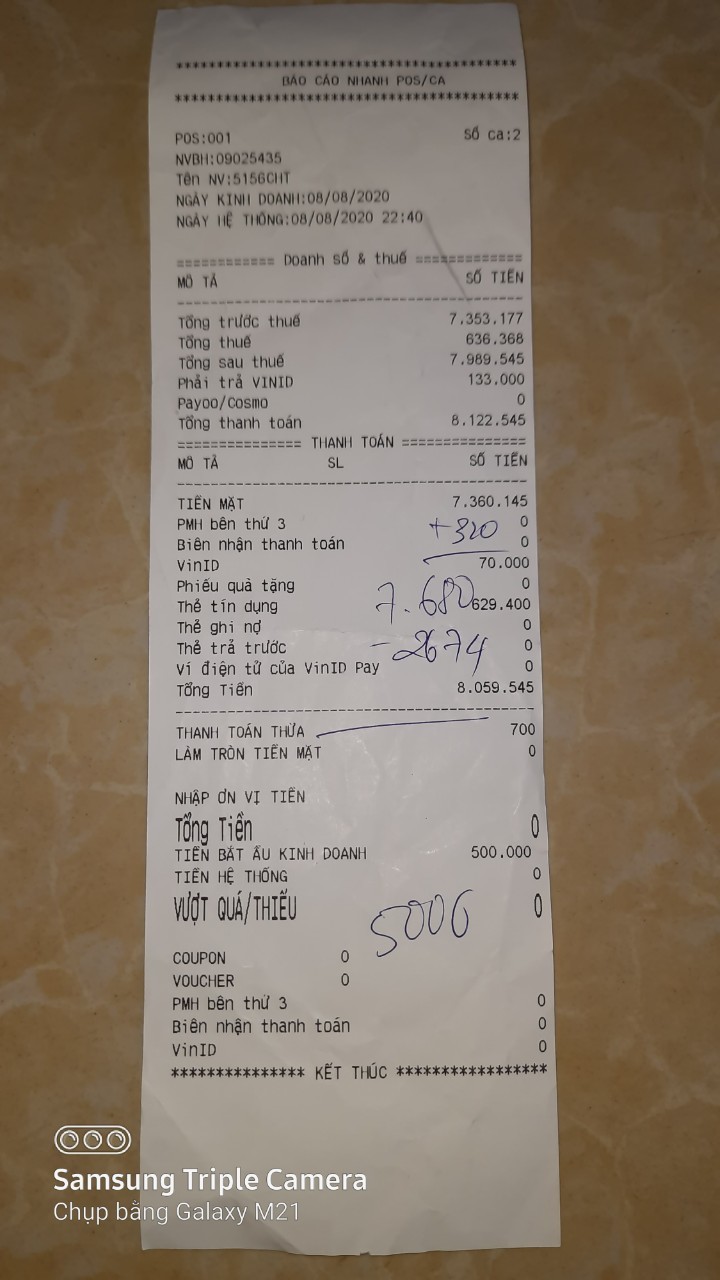 *****************************************
BÁO CÁO NHANH POS/CA
*****************************************
POS:001 Số ca:2
NVBH:09025435
Tên NV:5156CHT
NGÀY KINH DOANH:08/08/2020
NGÀY HỆ THỐNG:08/08/2020 22:40
============ Doanh số & thuế =============
MÔ TẢ SỐ TIỀN
------------------------------------------
Tổng trước thuế 7.353.177
Tổng thuế 636.368
Tổng sau thuế 7.989.545
Phải trả VINID 133.000
Payoo/Cosmo 0
Tổng thanh toán 8.122.545
=============== THANH TOÁN ===============
MÔ TẢ SL SỐ TIỀN
------------------------------------------
TIỀN MẶT 7.360.145
PMH bên thứ 3 0
+320
Biên nhận thanh toán 0
VinID 70.000
Phiếu quà tặng 0
7.680
Thẻ tín dụng 629.400
Thẻ ghi nợ 0
Thẻ trả trước 0
-2674
Ví điện tử của VinID Pay 0
Tổng Tiền 8.059.545
------------------------------------------
THANH TOÁN THỪA 700
LÀM TRÒN TIỀN MẶT 0
NHẬP ƠN VỊ TIỀN
Tổng Tiền 0
TIỀN BẮT ẦU KINH DOANH 500.000
TIỀN HỆ THỐNG 0
VƯỢT QUÁ/THIẾU 0
5006
COUPON 0
VOUCHER 0
PMH bên thứ 3 0
Biên nhận thanh toán 0
VinID 0
*************** KẾT THÚC *****************
Samsung Triple Camera
Chụp bằng Galaxy M21